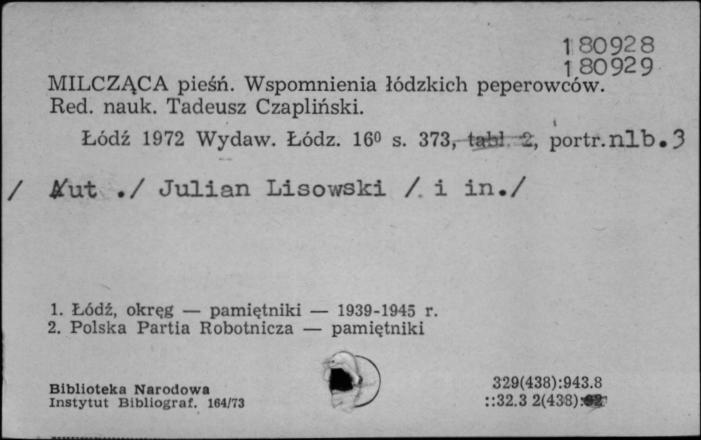 180928
180929
MILCZĄCA pieśń. Wspomnienia łódzkich peperowców.
Red. nauk. Tadeusz Czapliński.
Łódź 1972 Wydaw. Łódz. 16⁰ s. 373, tabl. 2, portr. nlb. 3
/ Aut ./ Julian Lisowski /. i in./
1. Łódź, okręg — pamiętniki — 1939-1945 r.
2. Polska Partia Robotnicza — pamiętniki
Biblioteka Narodowa
Instytut Bibliograf. 164/73
329(438):943.8
::32.3 2(438):